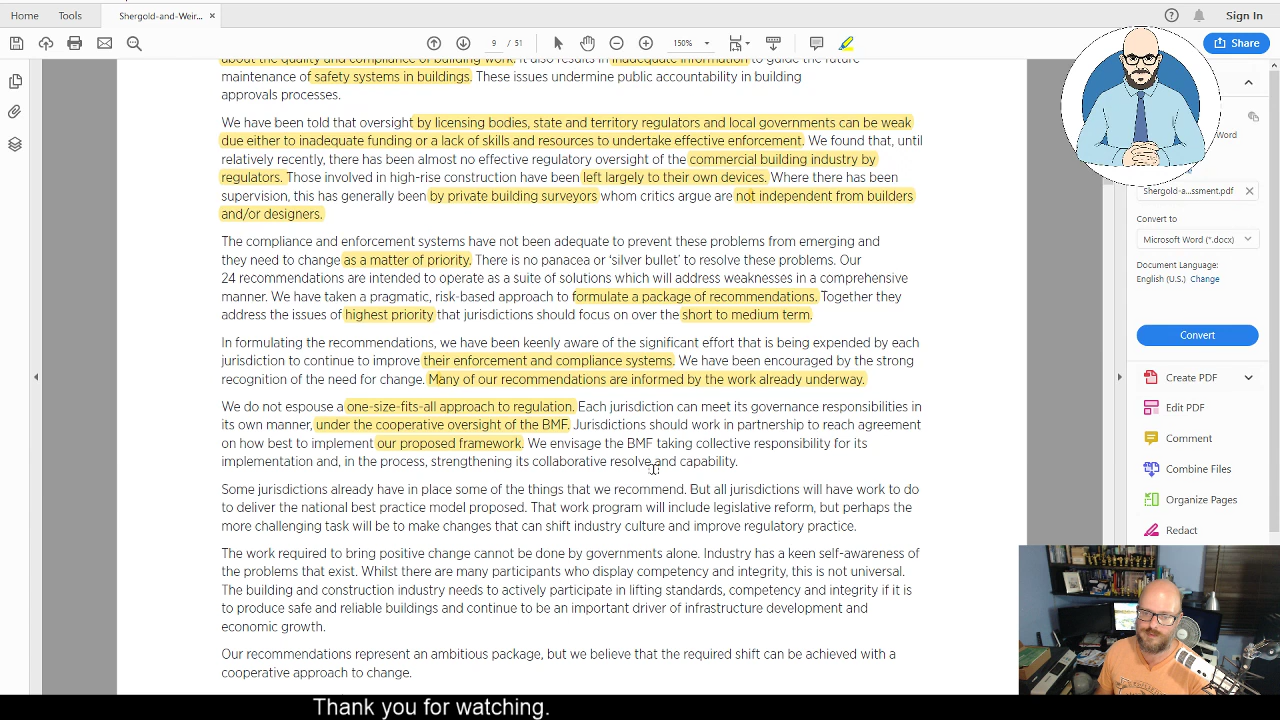 Home Tools Shergold-and-Weir... × Sign In
9 / 51 150% Share
about the quality and compliance of building work. It also results in inadequate information to guide the future
maintenance of safety systems in buildings. These issues undermine public accountability in building
approvals processes.
We have been told that oversight by licensing bodies, state and territory regulators and local governments can be weak
due either to inadequate funding or a lack of skills and resources to undertake effective enforcement. We found that, until
relatively recently, there has been almost no effective regulatory oversight of the commercial building industry by
regulators. Those involved in high-rise construction have been left largely to their own devices. Where there has been
supervision, this has generally been by private building surveyors whom critics argue are not independent from builders
and/or designers.
The compliance and enforcement systems have not been adequate to prevent these problems from emerging and
they need to change as a matter of priority. There is no panacea or ‘silver bullet’ to resolve these problems. Our
24 recommendations are intended to operate as a suite of solutions which will address weaknesses in a comprehensive
manner. We have taken a pragmatic, risk-based approach to formulate a package of recommendations. Together they
address the issues of highest priority that jurisdictions should focus on over the short to medium term.
In formulating the recommendations, we have been keenly aware of the significant effort that is being expended by each
jurisdiction to continue to improve their enforcement and compliance systems. We have been encouraged by the strong
recognition of the need for change. Many of our recommendations are informed by the work already underway.
We do not espouse a one-size-fits-all approach to regulation. Each jurisdiction can meet its governance responsibilities in
its own manner, under the cooperative oversight of the BMF. Jurisdictions should work in partnership to reach agreement
on how best to implement our proposed framework. We envisage the BMF taking collective responsibility for its
implementation and, in the process, strengthening its collaborative resolve and capability.
Some jurisdictions already have in place some of the things that we recommend. But all jurisdictions will have work to do
to deliver the national best practice model proposed. That work program will include legislative reform, but perhaps the
more challenging task will be to make changes that can shift industry culture and improve regulatory practice.
The work required to bring positive change cannot be done by governments alone. Industry has a keen self-awareness of
the problems that exist. Whilst there are many participants who display competency and integrity, this is not universal.
The building and construction industry needs to actively participate in lifting standards, competency and integrity if it is
to produce safe and reliable buildings and continue to be an important driver of infrastructure development and
economic growth.
Our recommendations represent an ambitious package, but we believe that the required shift can be achieved with a
cooperative approach to change.
Word
Shergold-a...ssment.pdf
Convert to
Microsoft Word (*.docx)
Document Language:
English (U.S.) Change
Convert
Create PDF
Edit PDF
Comment
Combine Files
Organize Pages
Redact
Thank you for watching.